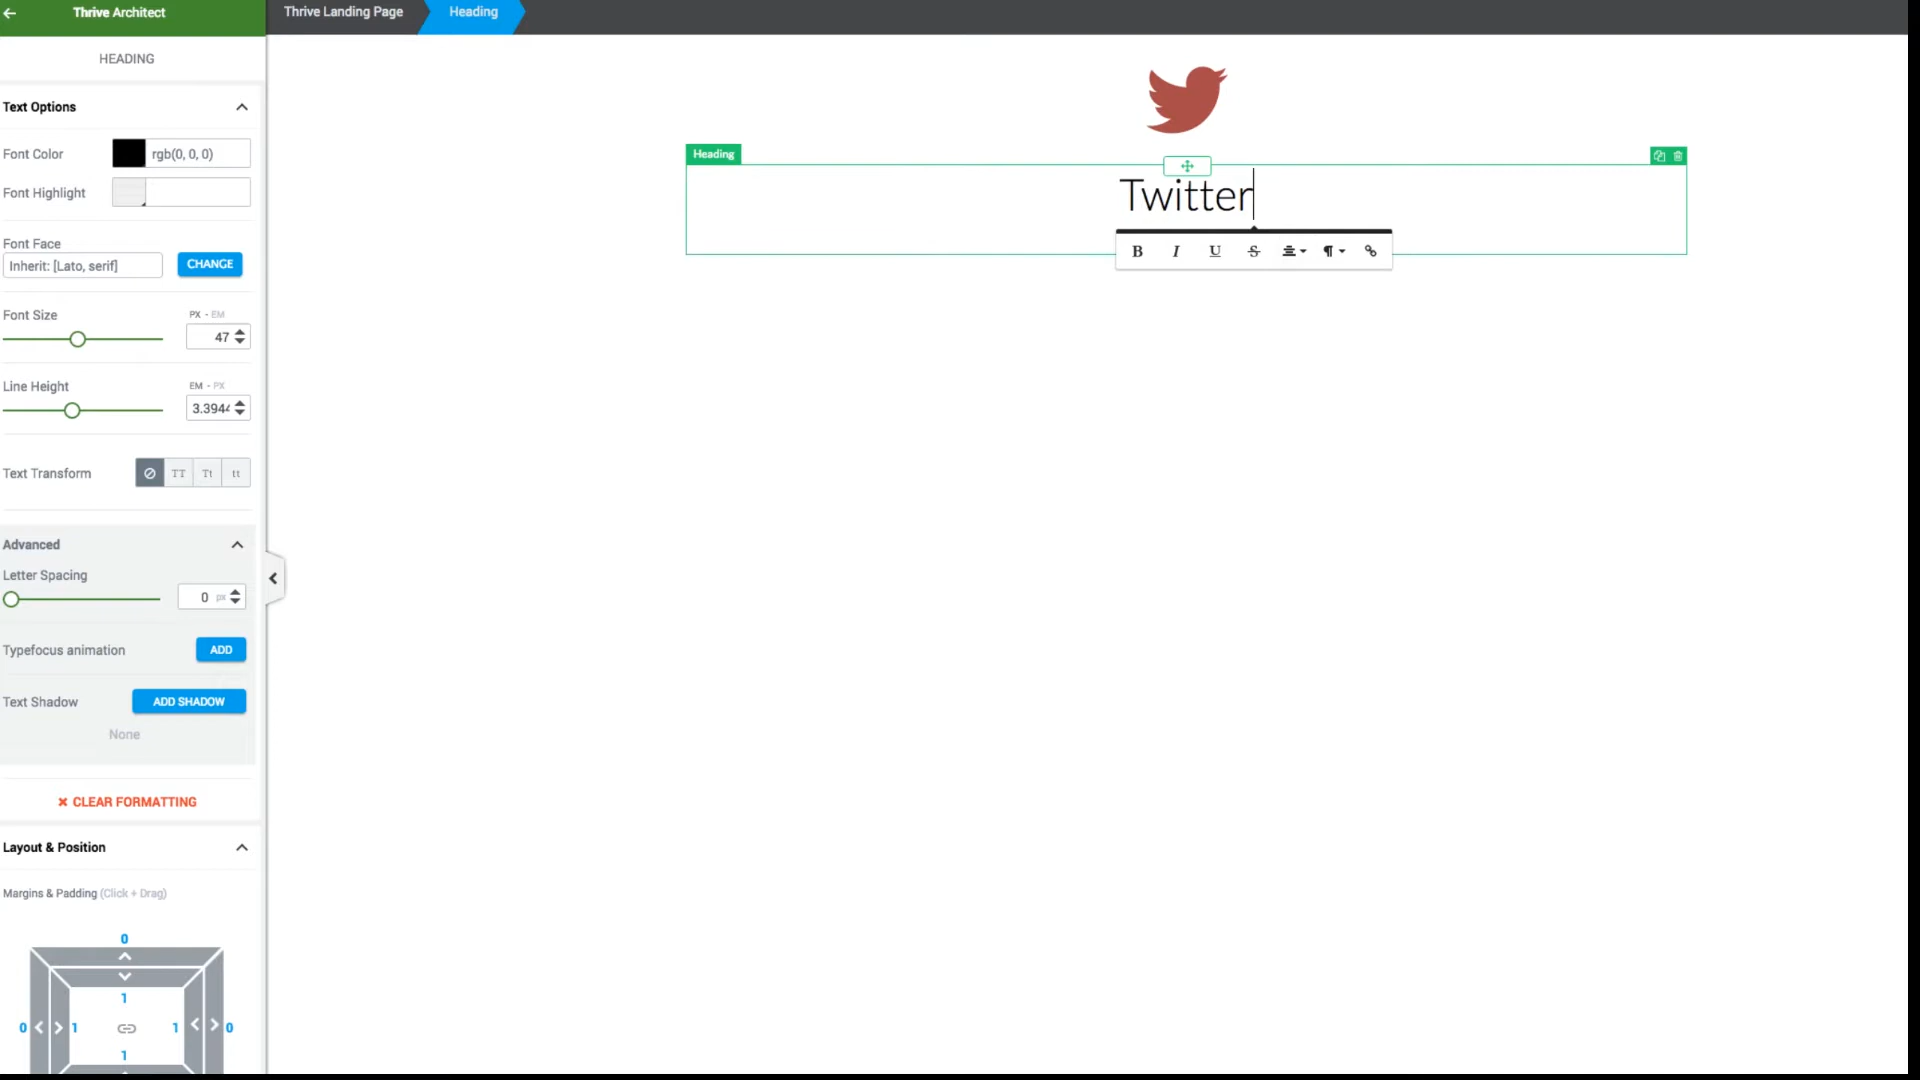 Thrive Architect
Thrive Landing Page
Heading
HEADING
Text Options
Font Color
rgb(0, 0, 0)
Font Highlight
Font Face
Inherit: [Lato, serif]
CHANGE
Font Size
PX - EM
47
Line Height
EM - PX
3.3944
Text Transform
TT
Tt
tt
Advanced
Letter Spacing
0 px
Typefocus animation
ADD
Text Shadow
ADD SHADOW
None
CLEAR FORMATTING
Layout & Position
Margins & Padding (Click + Drag)
0
1
0
1
1
0
1
Heading
Twitter
B I U S